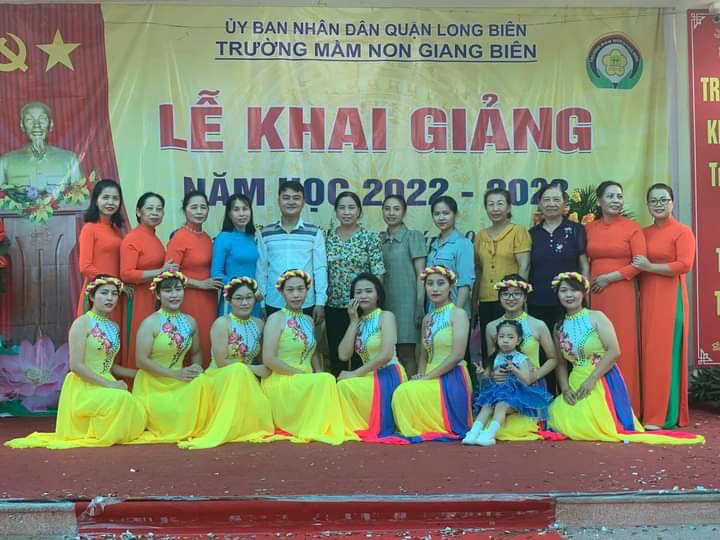 ỦY BAN NHÂN DÂN QUẬN LONG BIÊN
TRƯỜNG MẦM NON GIANG BIÊN
LỄ KHAI GIẢNG
NĂM HỌC 2022 - 2023
TR